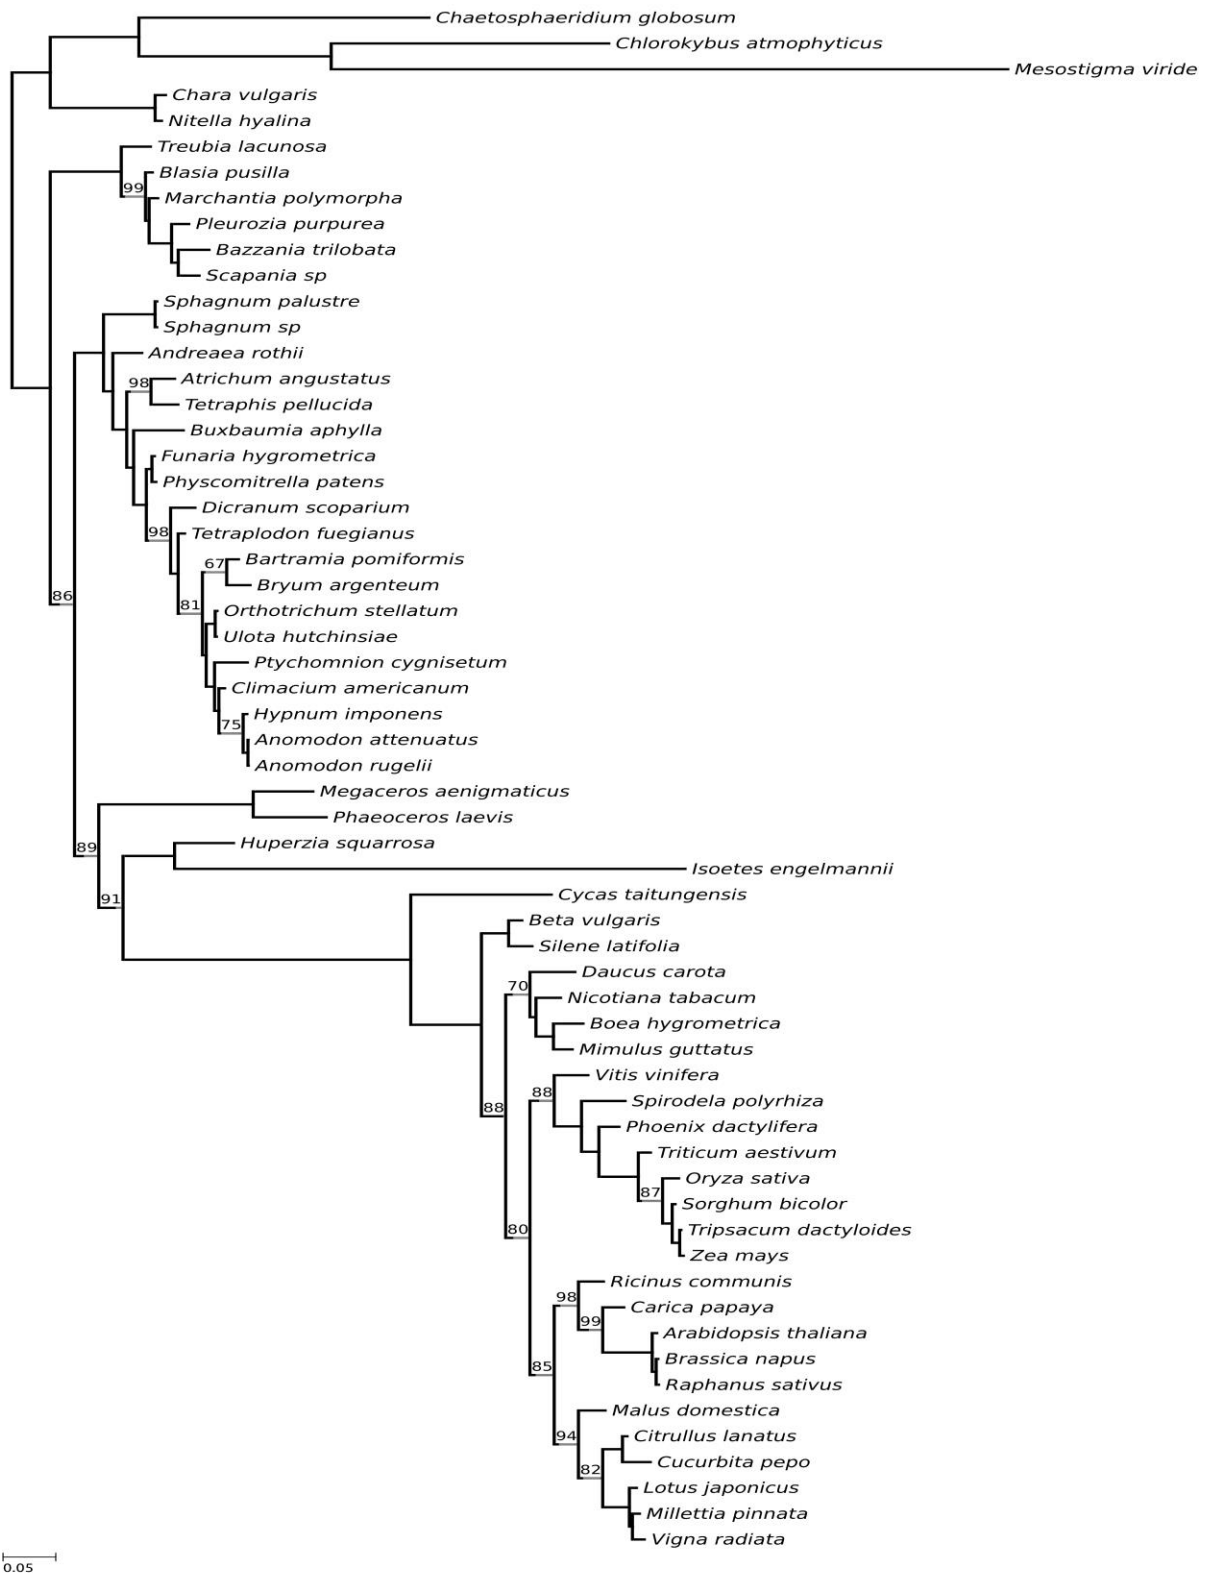 Chaetosphaeridium globosum
Chlorokybus atmophyticus
Mesostigma viride
Chara vulgaris
Nitella hyalina
Treubia lacunosa
Blasia pusilla
99
Marchantia polymorpha
Pleurozia purpurea
Bazzania trilobata
Scapania sp
Sphagnum palustre
Sphagnum sp
Andreaea rothii
98 Atrichum angustatus
Tetraphis pellucida
Buxbaumia aphylla
Funaria hygrometrica
Physcomitrella patens
Dicranum scoparium
98 Tetraplodon fuegianus
Bartramia pomiformis
67
Bryum argenteum
86
81 Orthotrichum stellatum
Ulota hutchinsiae
Ptychomnion cygnisetum
Climacium americanum
Hypnum imponens
75
Anomodon attenuatus
Anomodon rugelii
Megaceros aenigmaticus
Phaeoceros laevis
89 Huperzia squarrosa
Isoetes engelmannii
91 Cycas taitungensis
Beta vulgaris
Silene latifolia
Daucus carota
70
Nicotiana tabacum
Boea hygrometrica
Mimulus guttatus
Vitis vinifera
88
88 Spirodela polyrhiza
Phoenix dactylifera
Triticum aestivum
Oryza sativa
87
Sorghum bicolor
80 Tripsacum dactyloides
Zea mays
Ricinus communis
98
Carica papaya
99
Arabidopsis thaliana
Brassica napus
85
Raphanus sativus
Malus domestica
94 Citrullus lanatus
Cucurbita pepo
82
Lotus japonicus
Millettia pinnata
Vigna radiata
0.05